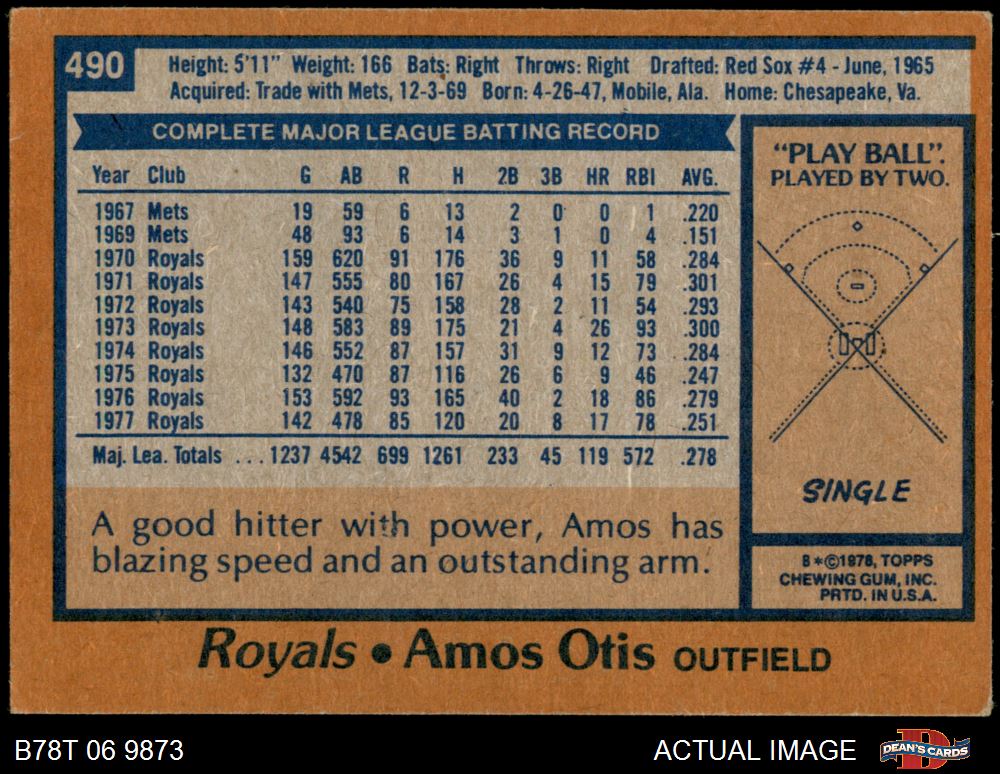 490
Height: 5'11" Weight: 166 Bats: Right Throws: Right Drafted: Red Sox #4 - June, 1965
Acquired: Trade with Mets, 12-3-69 Born: 4-26-47, Mobile, Ala. Home: Chesapeake, Va.
COMPLETE MAJOR LEAGUE BATTING RECORD
Year Club G AB R H 2B 3B HR RBI AVG.
1967 Mets 19 59 6 13 2 0 0 1 .220
1969 Mets 48 93 6 14 3 1 0 4 .151
1970 Royals 159 620 91 176 36 9 11 58 .284
1971 Royals 147 555 80 167 26 4 15 79 .301
1972 Royals 143 540 75 158 28 2 11 54 .293
1973 Royals 148 583 89 175 21 4 26 93 .300
1974 Royals 146 552 87 157 31 9 12 73 .284
1975 Royals 132 470 87 116 26 6 9 46 .247
1976 Royals 153 592 93 165 40 2 18 86 .279
1977 Royals 142 478 85 120 20 8 17 78 .251
Maj. Lea. Totals ... 1237 4542 699 1261 233 45 119 572 .278
A good hitter with power, Amos has
blazing speed and an outstanding arm.
"PLAY BALL".
PLAYED BY TWO.
SINGLE
8*©1978, TOPPS
CHEWING GUM, INC.
PRTD. IN U.S.A.
Royals • Amos Otis OUTFIELD
B78T 06 9873
ACTUAL IMAGE
DEAN'S CARDS